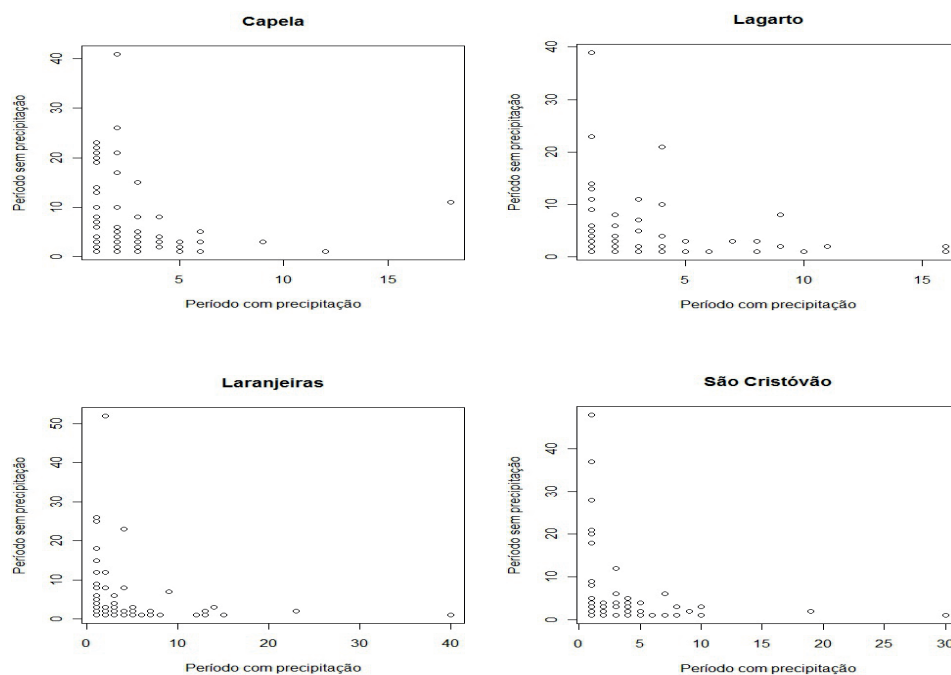 Capela
Período sem precipitação
0 10 20 30 40
5 10 15
Período com precipitação
Lagarto
Período sem precipitação
0 10 20 30 40
5 10 15
Período com precipitação
Laranjeiras
Período sem precipitação
0 10 20 30 40 50
0 10 20 30 40
Período com precipitação
São Cristóvão
Período sem precipitação
0 10 20 30 40
0 5 10 15 20 25 30
Período com precipitação